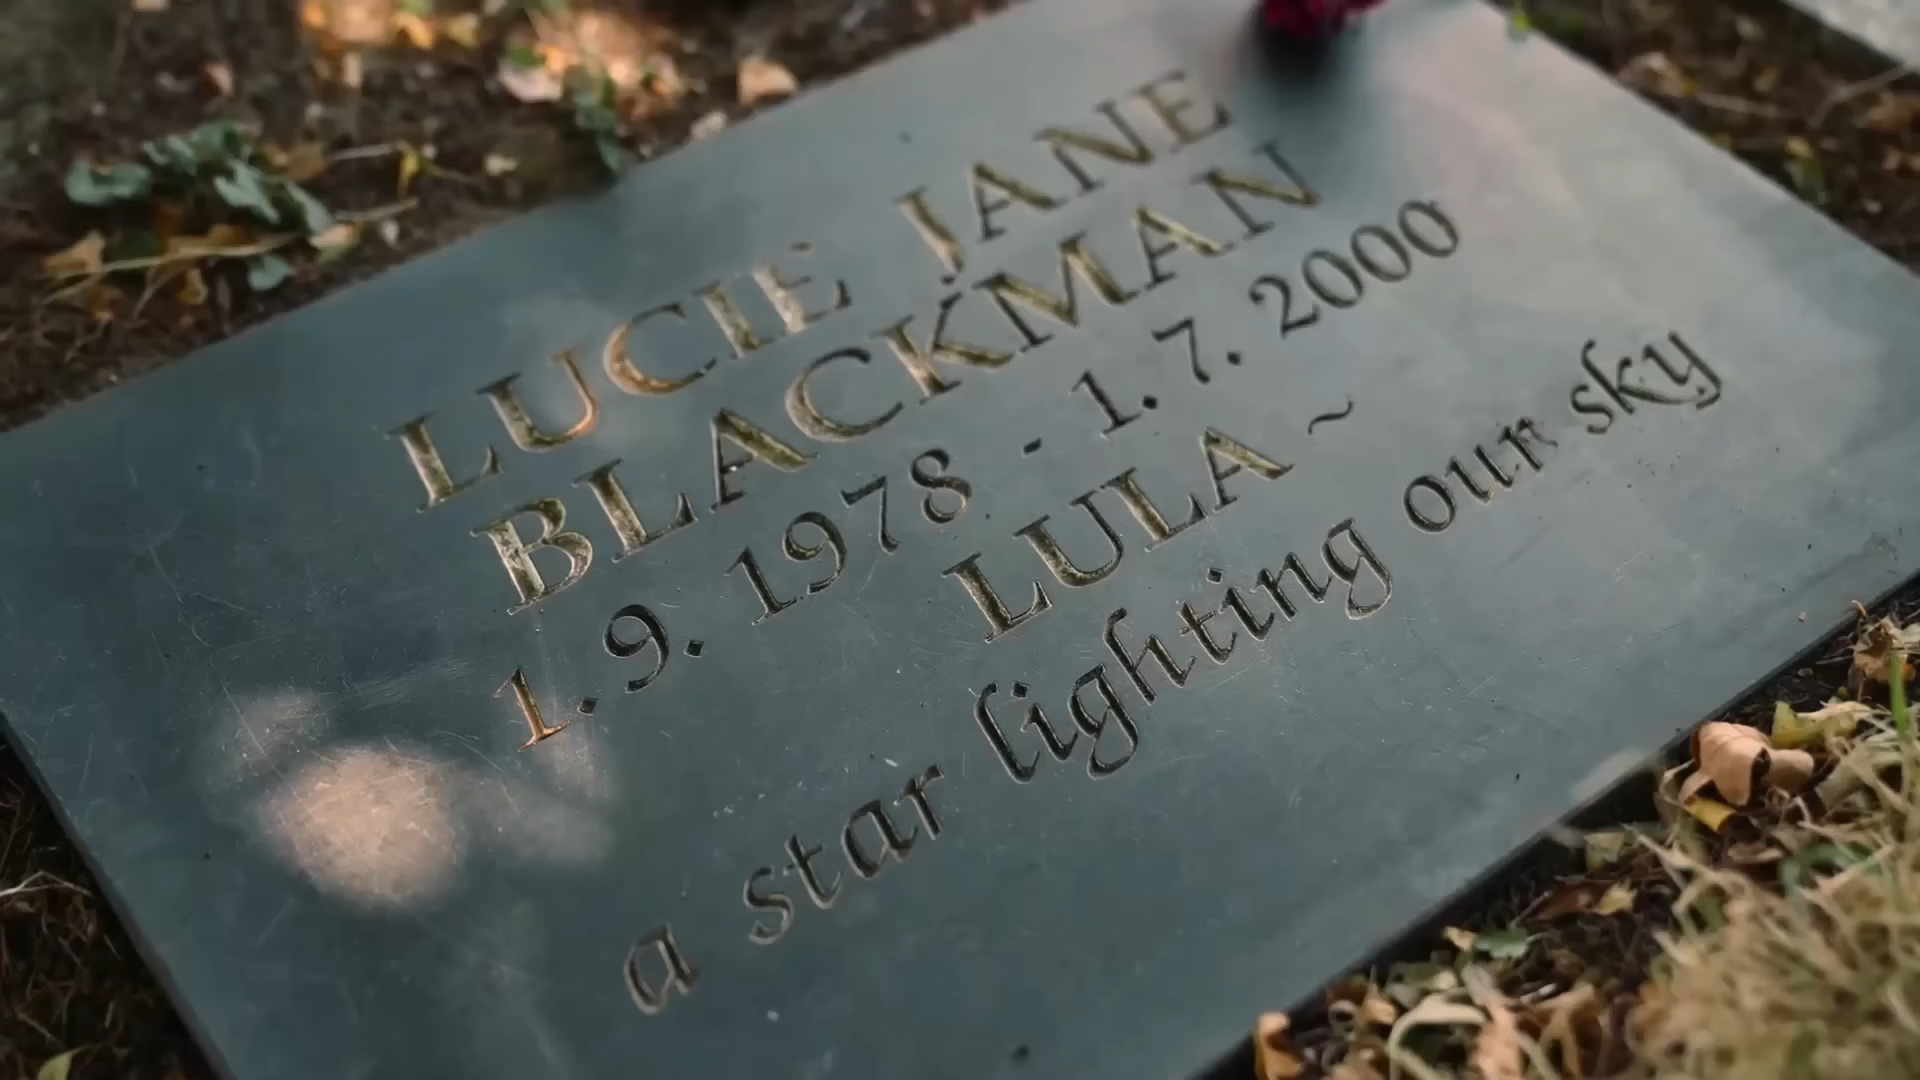 LUCIE JANE
BLACKMAN
1. 9. 1978 - 1. 7. 2000
LULA ~
a star lighting our sky